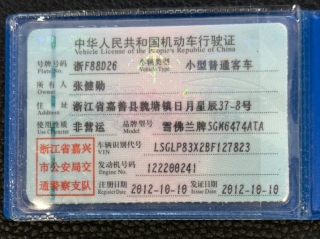 中华人民共和国机动车行驶证
Vehicle License of the People's Republic of China
号牌号码 浙F88D26 车辆类型 小型普通客车
Plate No. Vehicle Type
所有人 张健勋
Owner
住址 浙江省嘉善县魏塘镇日月星辰37-8号
Address
使用性质 非营运 品牌型号 雪佛兰牌SGM6474ATA
Use Character Model
浙江省嘉兴市公安局交通警察支队
车辆识别代号 LSGLP83X2BF127823
VIN
发动机号码 122200241
Engine No.
注册日期 2012-10-10 发证日期 2012-10-10
Register Date Issue Date